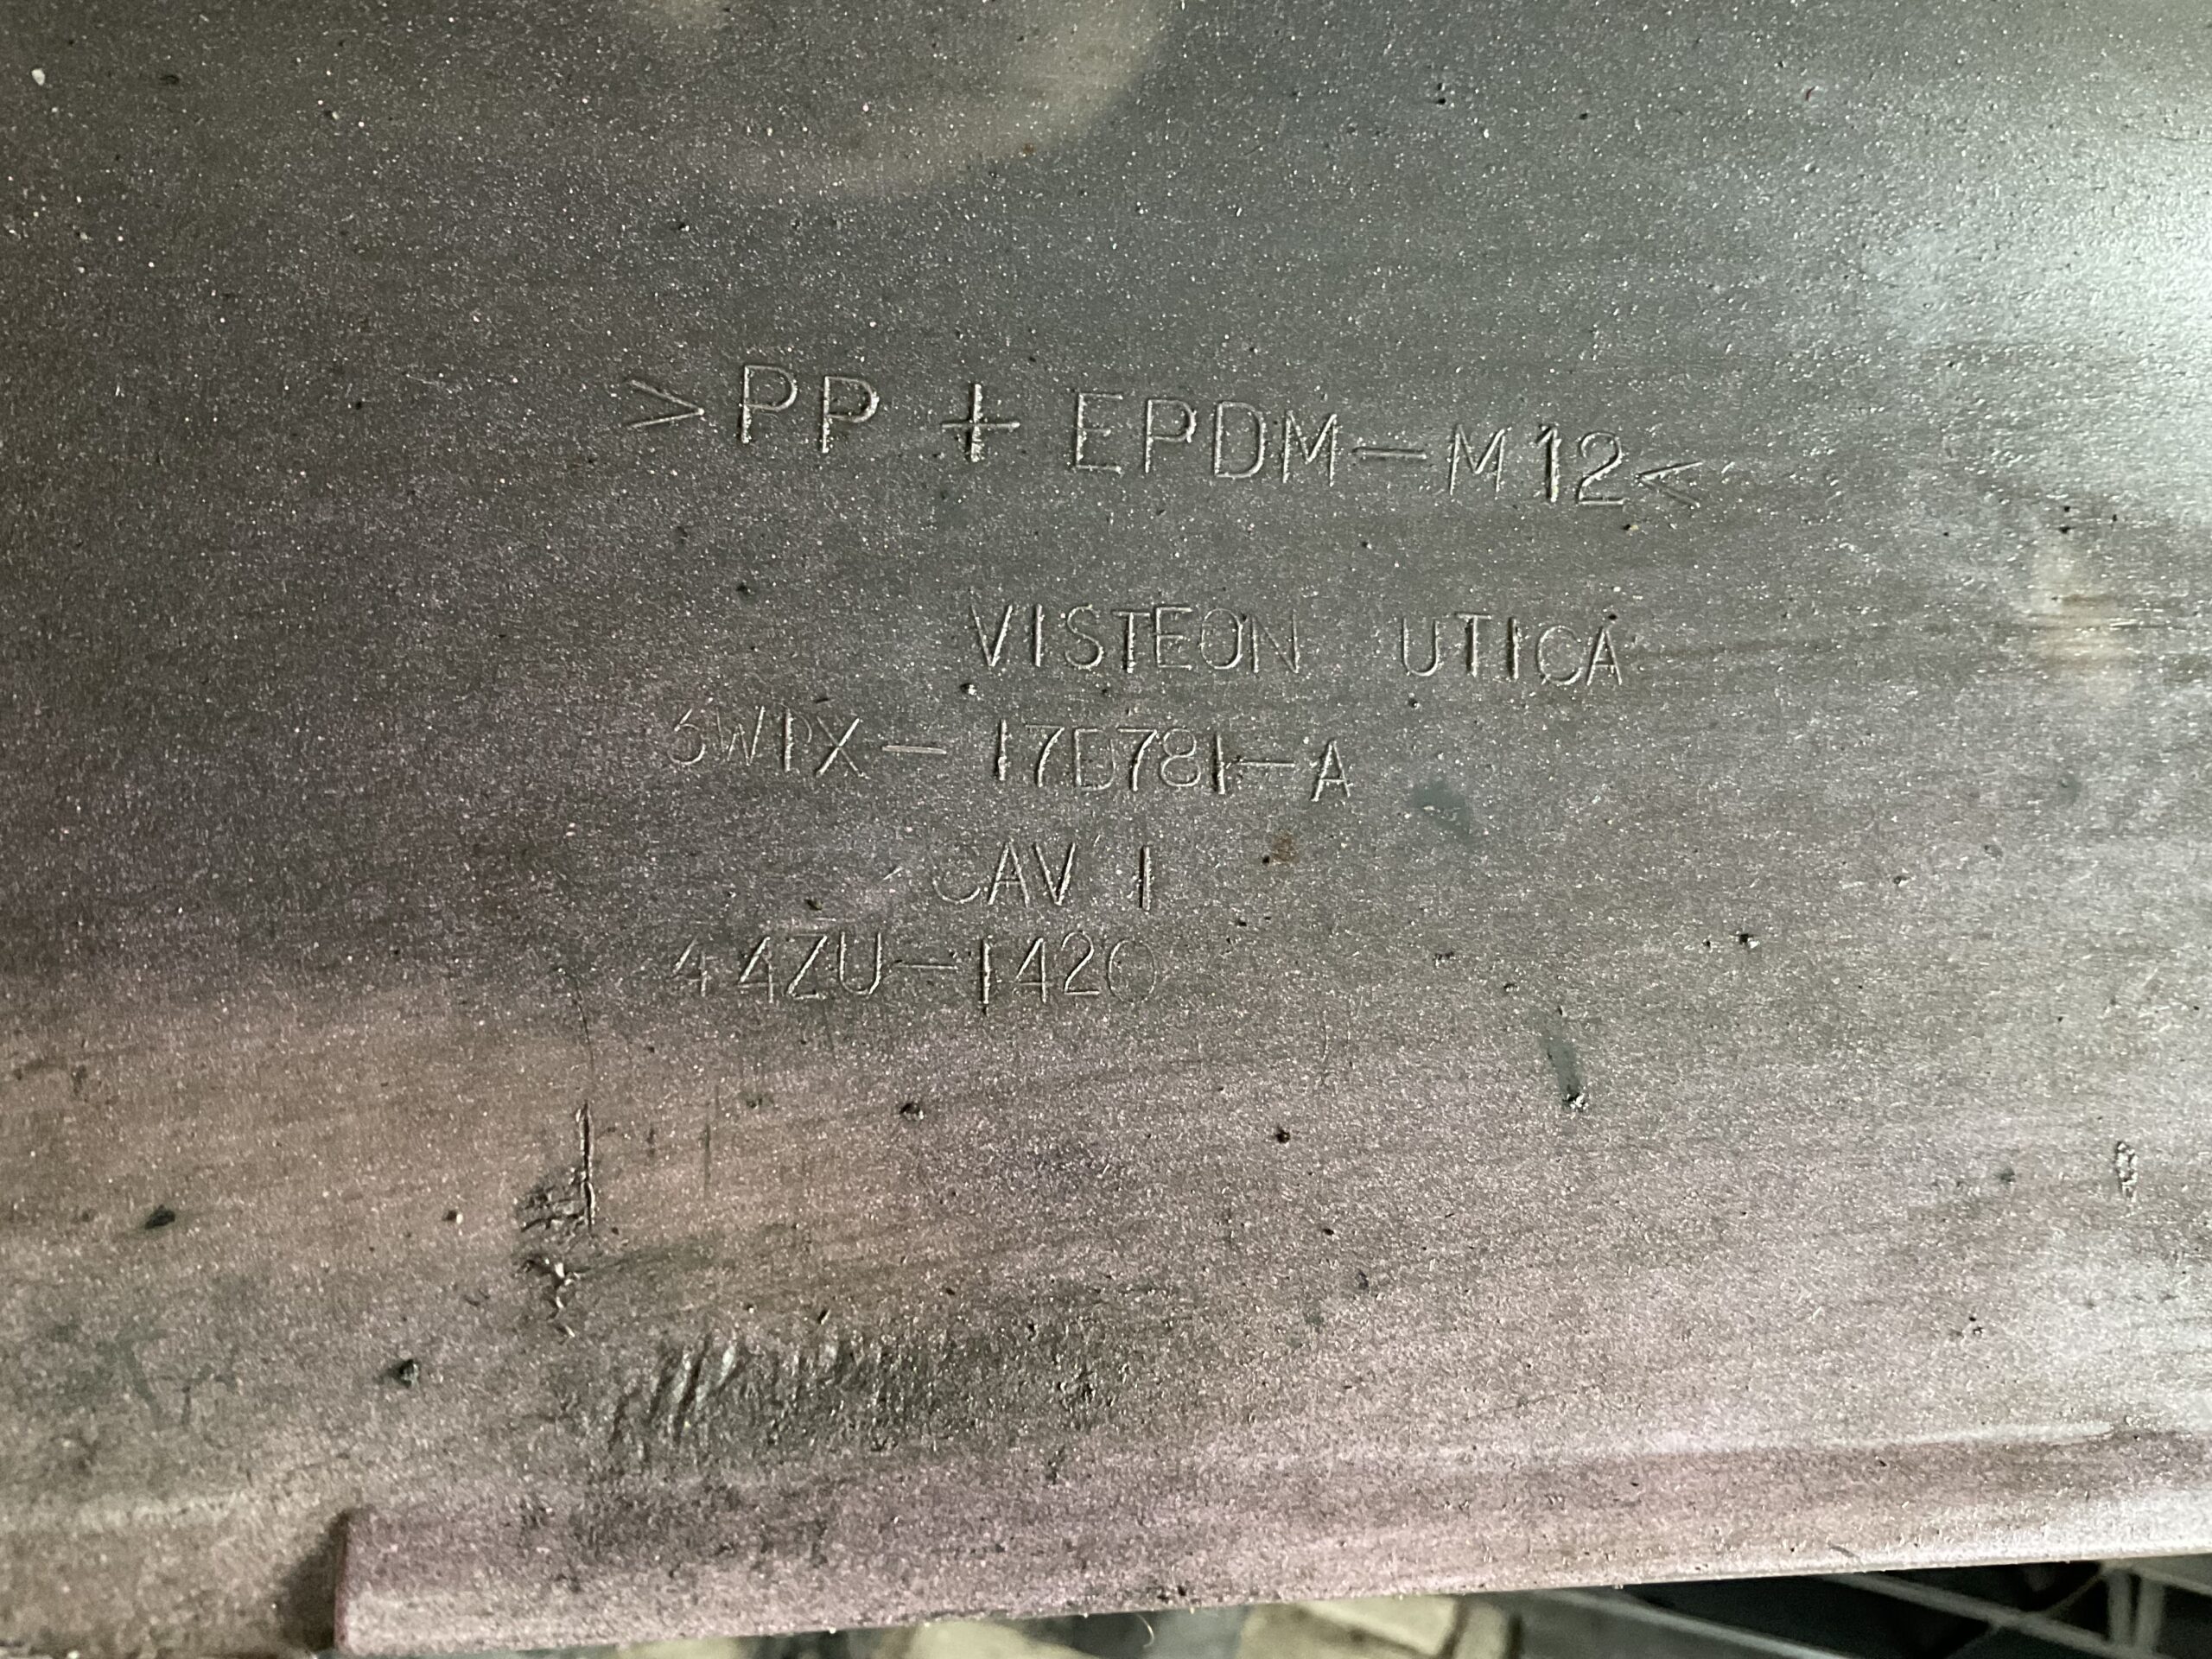 >PP + EPDM-M12<
VISTEON UTICA
3W1X-17D781-A
CAV 1
44ZU-1420